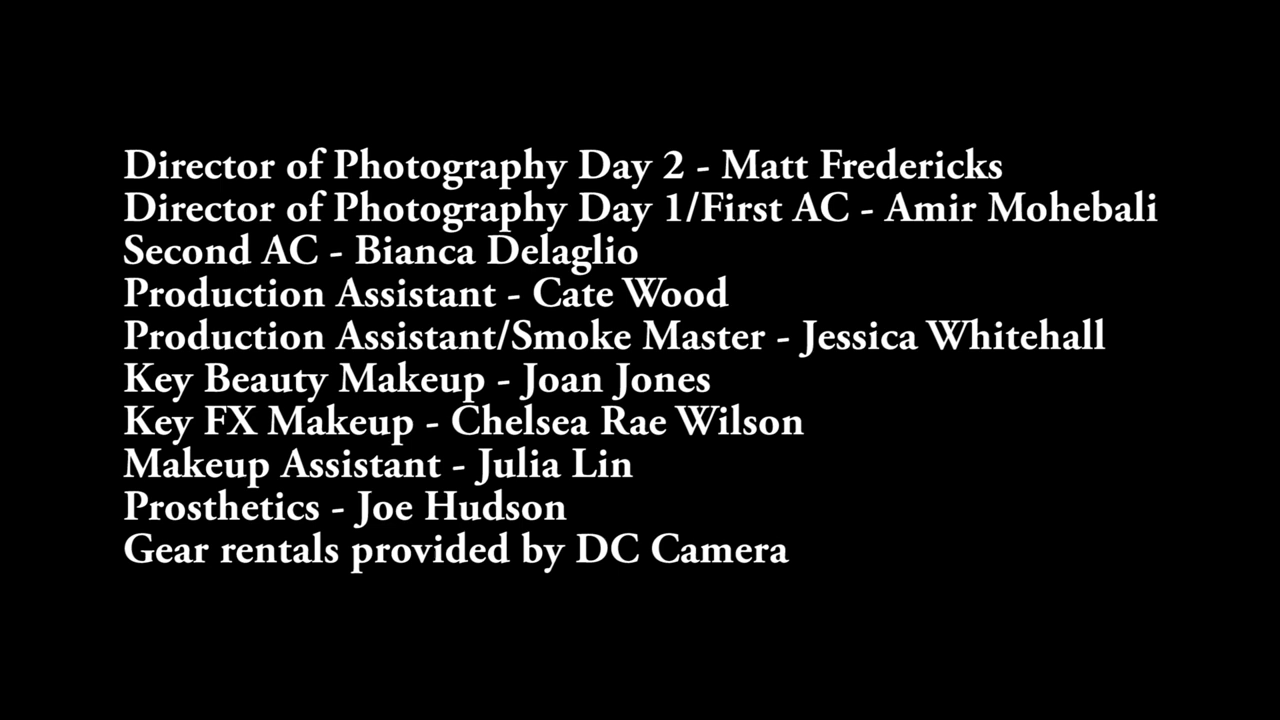 Director of Photography Day 2 - Matt Fredericks
Director of Photography Day 1/First AC - Amir Mohebali
Second AC - Bianca Delaglio
Production Assistant - Cate Wood
Production Assistant/Smoke Master - Jessica Whitehall
Key Beauty Makeup - Joan Jones
Key FX Makeup - Chelsea Rae Wilson
Makeup Assistant - Julia Lin
Prosthetics - Joe Hudson
Gear rentals provided by DC Camera